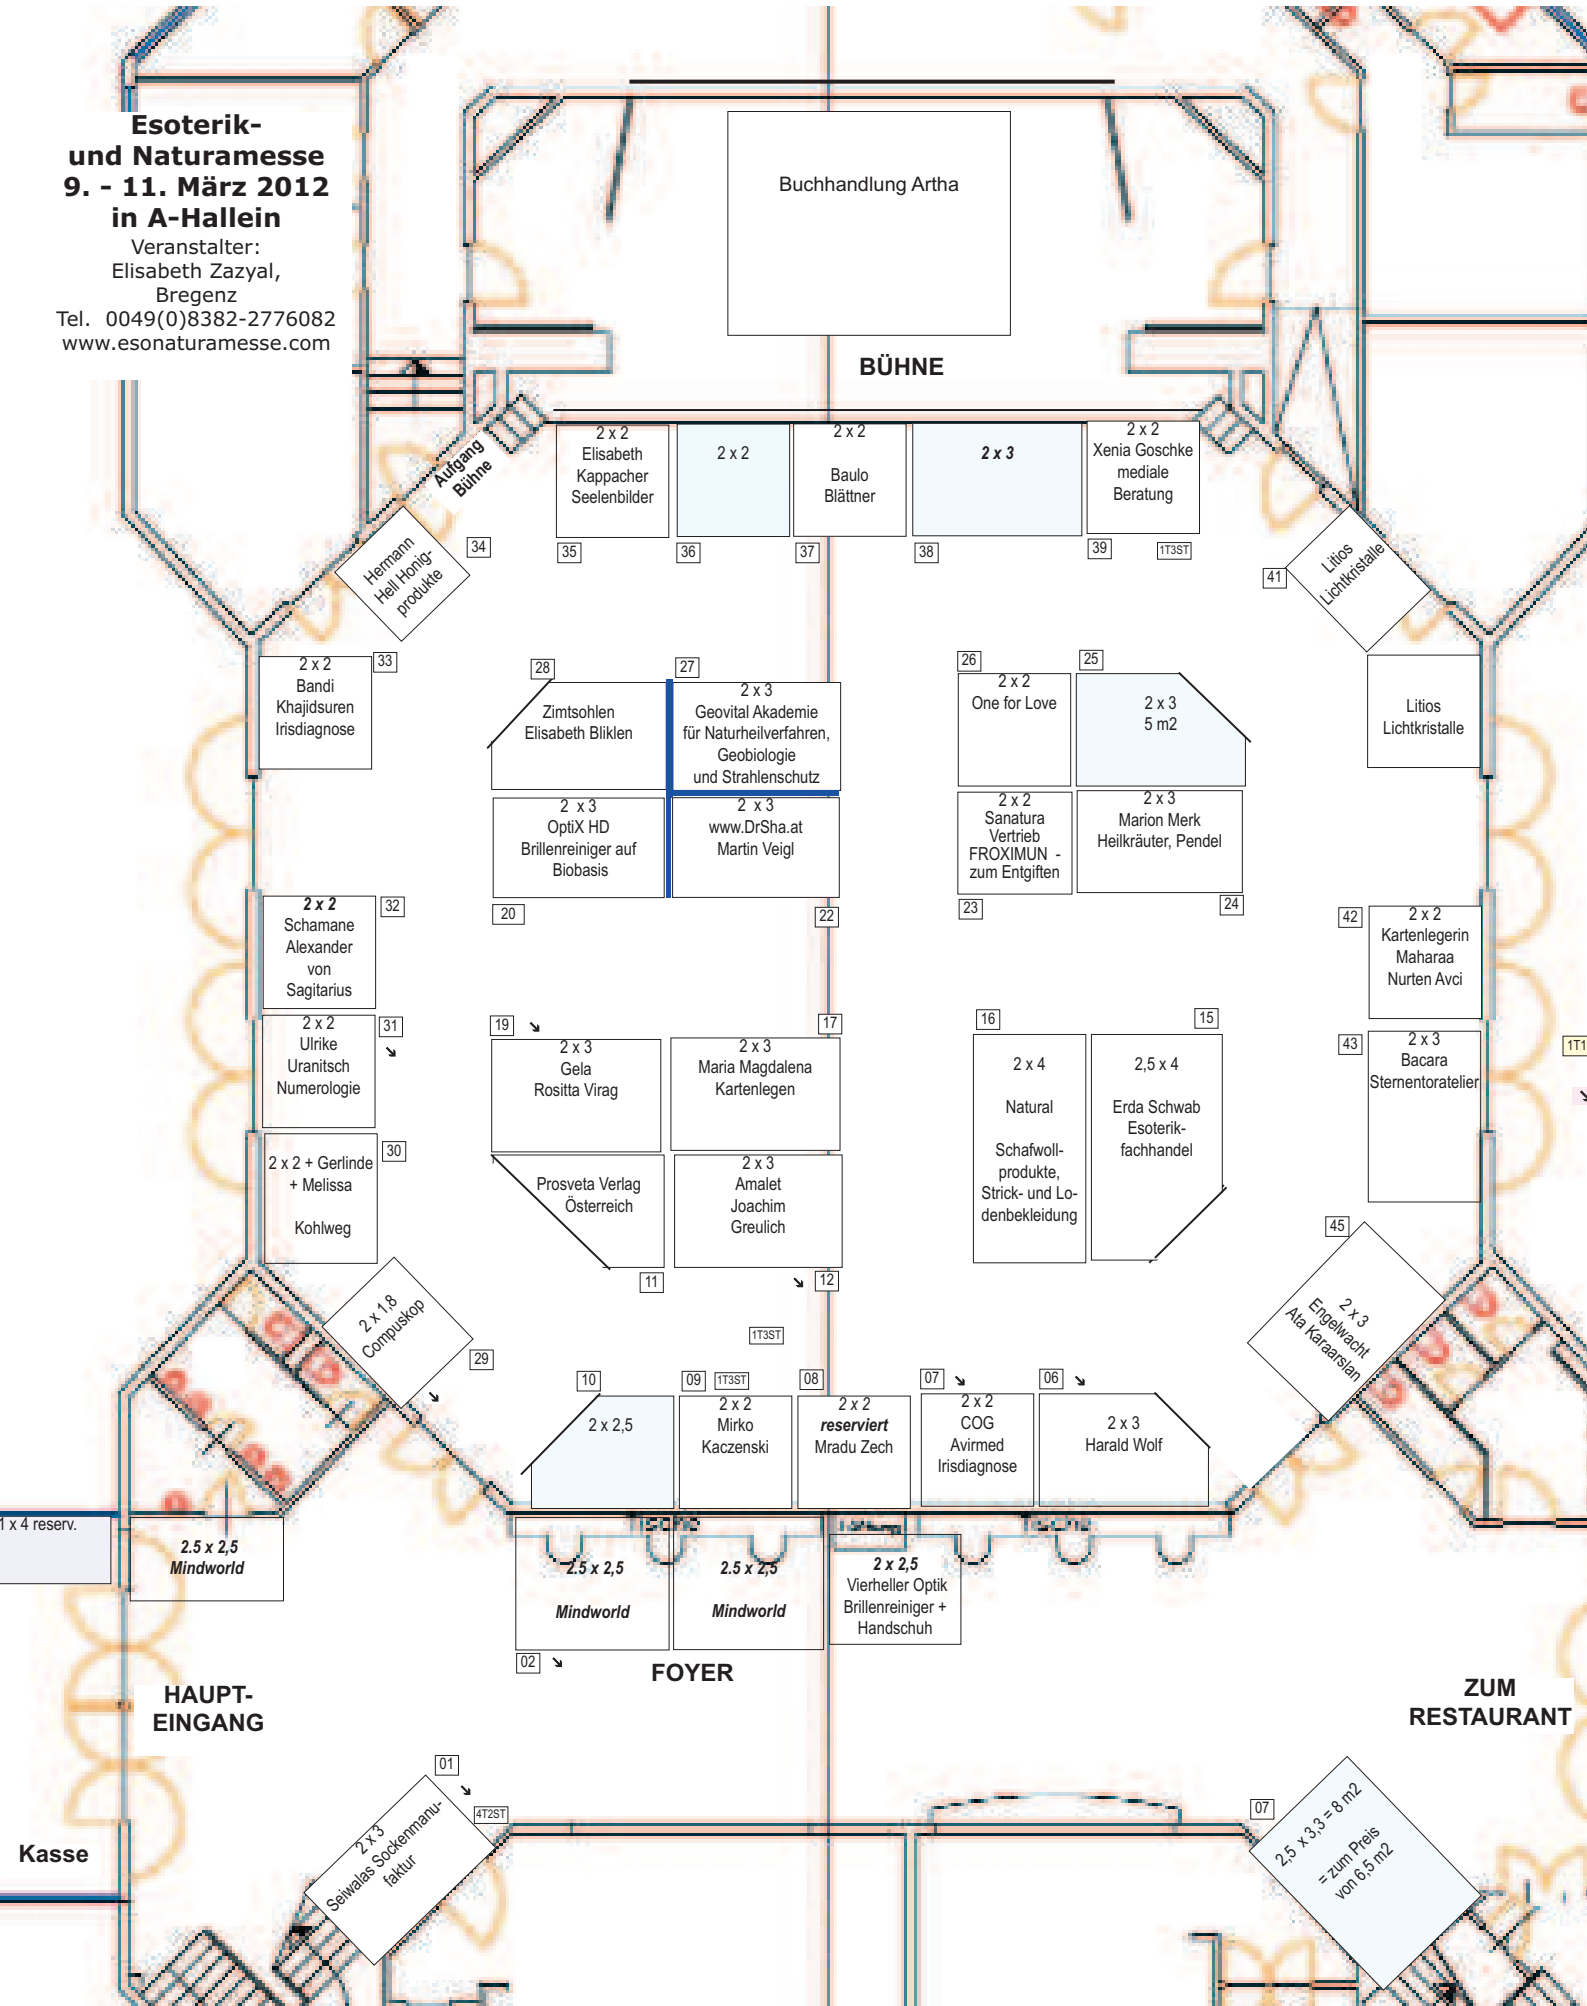 Esoterik-
und Naturamesse
9. - 11. März 2012
in A-Hallein
Veranstalter:
Elisabeth Zazyal,
Bregenz
Tel.  0049(0)8382-2776082
www.esonaturamesse.com
Buchhandlung Artha
BÜHNE
Aufgang
Bühne
2 x 2
Elisabeth
Kappacher
Seelenbilder
35
2 x 2
36
2 x 2
Baulo
Blättner
37
2 x 3
38
2 x 2
Xenia Goschke
mediale
Beratung
39
1T3ST
Hermann
Hell Honig-
produkte
34
41
Litios
Lichtkristalle
2 x 2
Bandi
Khajidsuren
Irisdiagnose
33
28
Zimtsohlen
Elisabeth Bliklen
27
2 x 3
Geovital Akademie
für Naturheilverfahren,
Geobiologie
und Strahlenschutz
26
2 x 2
One for Love
25
2 x 3
5 m2
Litios
Lichtkristalle
2 x 3
OptiX HD
Brillenreiniger auf
Biobasis
20
2 x 3
www.DrSha.at
Martin Veigl
22
2 x 2
Sanatura
Vertrieb
FROXIMUN -
zum Entgiften
23
2 x 3
Marion Merk
Heilkräuter, Pendel
24
2 x 2
Schamane
Alexander
von
Sagitarius
32
42
2 x 2
Kartenlegerin
Maharaa
Nurten Avci
2 x 2
Ulrike
Uranitsch
Numerologie
31
19
2 x 3
Gela
Rositta Virag
17
2 x 3
Maria Magdalena
Kartenlegen
16
2 x 4
Natural
Schafwoll-
produkte,
Strick- und Lo-
denbekleidung
15
2,5 x 4
Erda Schwab
Esoterik-
fachhandel
43
2 x 3
Bacara
Sternentoratelier
1T1
2 x 2 + Gerlinde
+ Melissa
Kohlweg
30
Prosveta Verlag
Österreich
11
2 x 3
Amalet
Joachim
Greulich
12
45
2 x 3
Engelwacht
Ata Karaarslan
2 x 1,8
Compuskop
29
1T3ST
10
2 x 2,5
09
1T3ST
2 x 2
Mirko
Kaczenski
08
2 x 2
reserviert
Mradu Zech
07
2 x 2
COG
Avirmed
Irisdiagnose
06
2 x 3
Harald Wolf
1 x 4 reserv.
2.5 x 2,5
Mindworld
Tische
Tische
2.5 x 2,5
Mindworld
02
2.5 x 2,5
Mindworld
2 x 2,5
Vierheller Optik
Brillenreiniger +
Handschuh
FOYER
HAUPT-
EINGANG
ZUM
RESTAURANT
01
4T2ST
2 x 3
Seiwalas Sockenmanu-
faktur
07
2,5 x 3,3 = 8 m2
= zum Preis
von 6,5 m2
Kasse